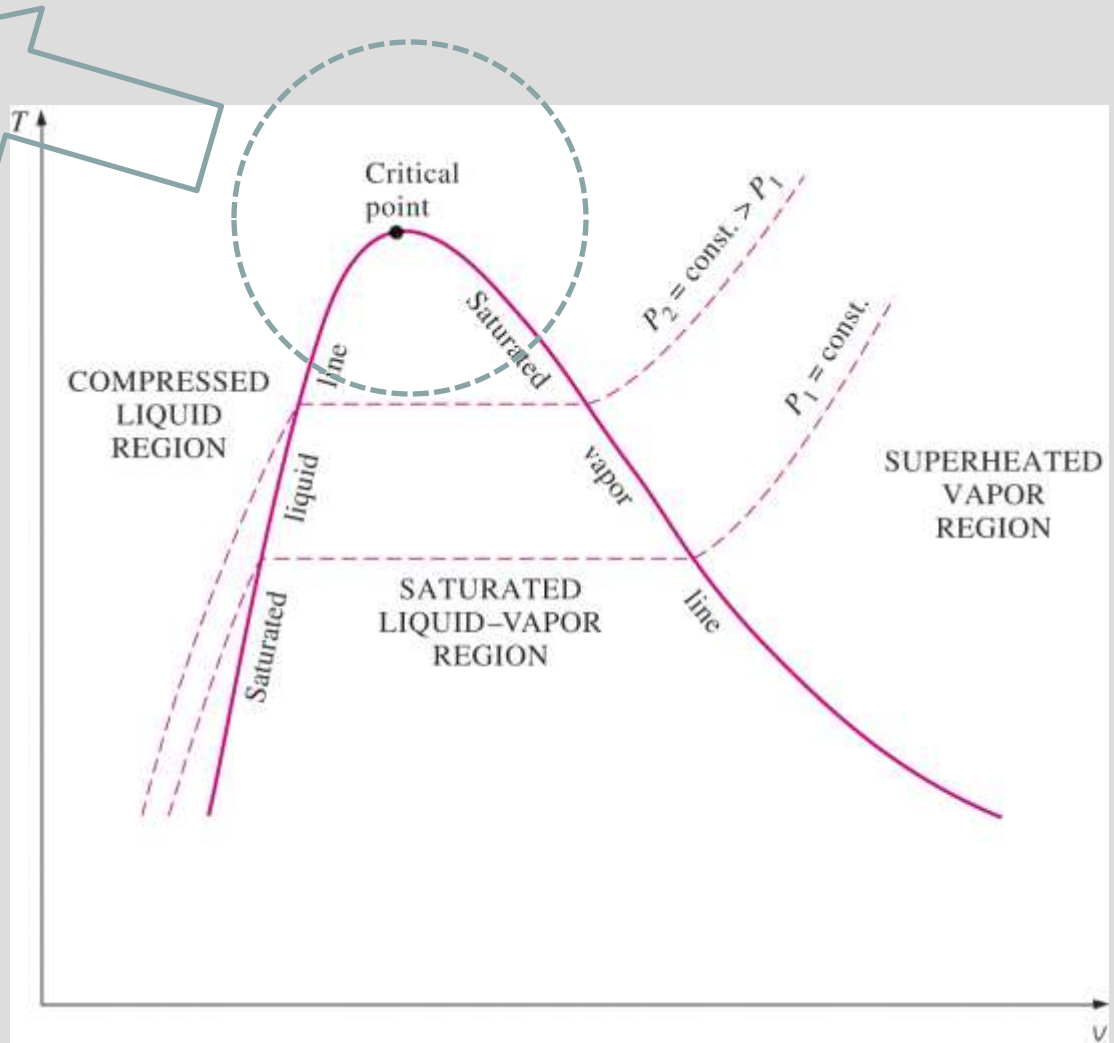 T
Critical
point
P₂ = const. > P₁
P₁ = const.
Saturated
vapor
line
Saturated
liquid
line
COMPRESSED
LIQUID
REGION
SUPERHEATED
VAPOR
REGION
SATURATED
LIQUID–VAPOR
REGION
v